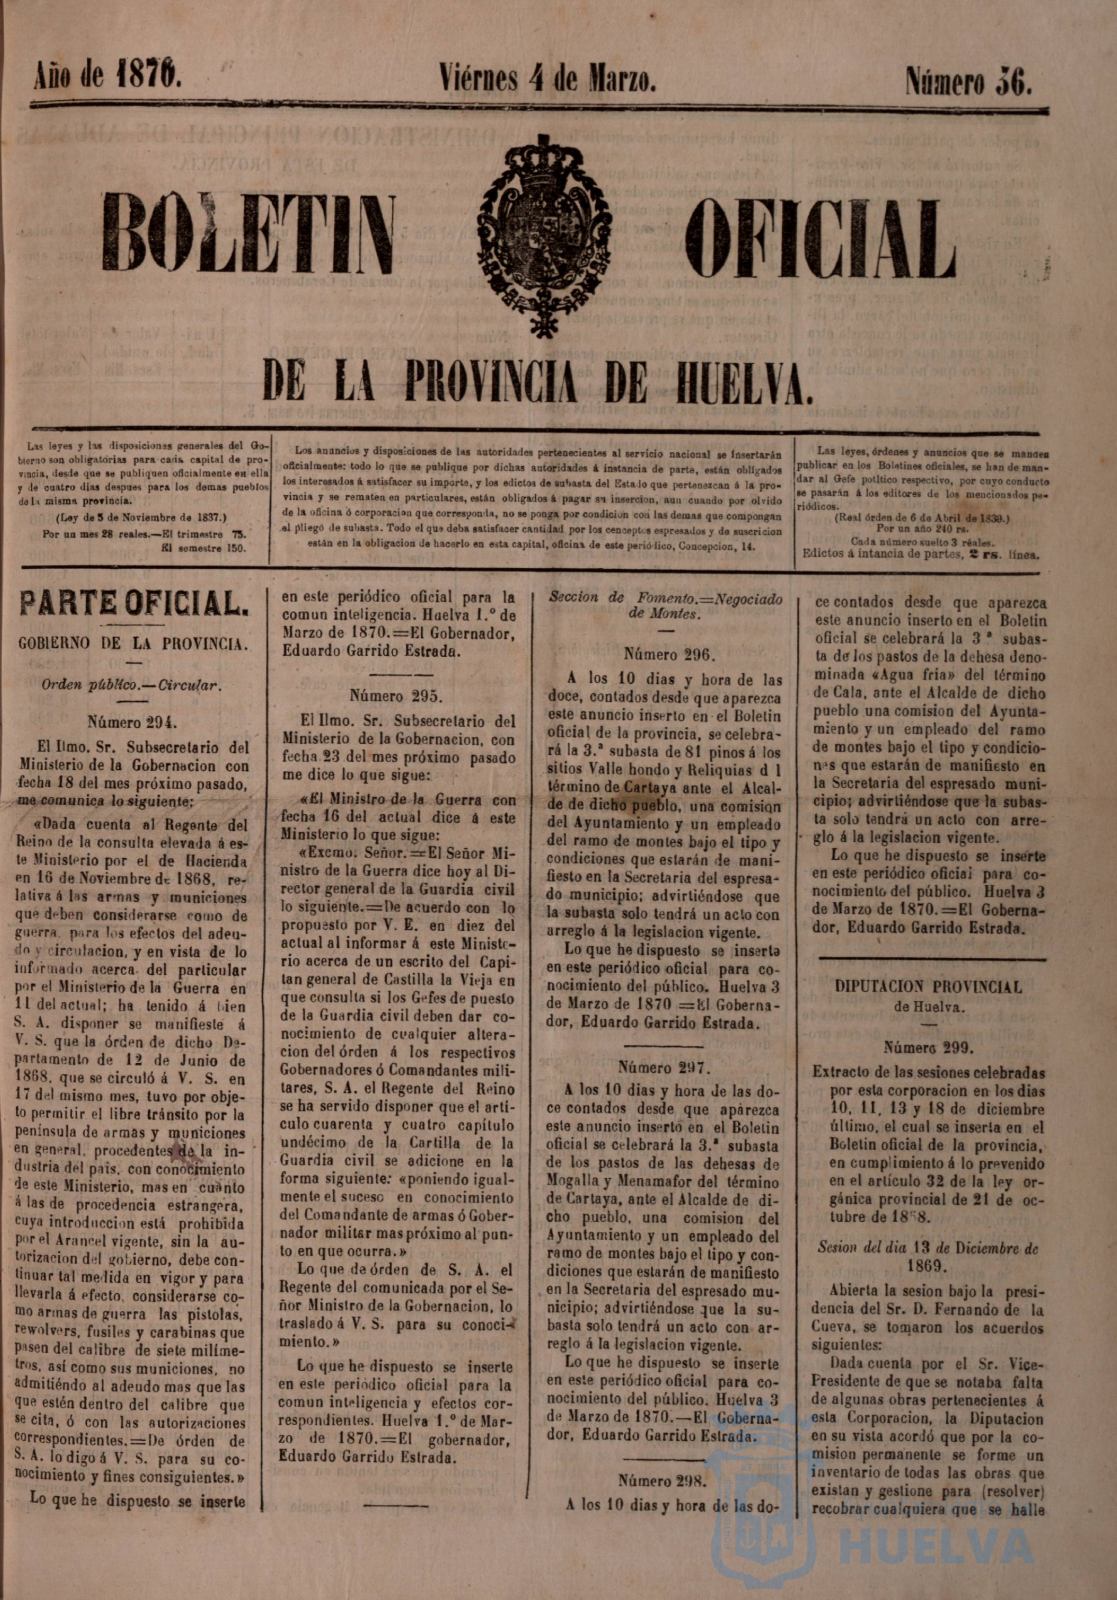 Año de 1870.
Viérnes 4 de Marzo.
Número 36.
BOLETIN OFICIAL
DE LA PROVINCIA DE HUELVA.
Las leyes y las disposiciones generales del Go-
bierno son obligatorias para cada capital de pro-
vincia, desde que se publiquen oficialmente en ella
y de cuatro dias despues para los demas pueblos
de la misma provincia.
(Ley de 3 de Noviembre de 1837.)
Por un mes 28 reales.—El trimestre 75.
El semestre 150.
Los anuncios y disposiciones de las autoridades pertenecientes al servicio nacional se insertarán
oficialmente: todo lo que se publique por dichas autoridades á instancia de parte, están obligados
los interesados á satisfacer su importe, y los edictos de subasta del Estado que pertenezcan á la pro-
vincia y se rematen en particulares, están obligados á pagar su insercion, aun cuando por olvido
de la oficina ó corporacion que corresponda, no se ponga por condicion con las demas que compongan
el pliego de subasta. Todo el que deba satisfacer cantidad por los conceptos espresados y de suscricion
están en la obligacion de hacerlo en esta capital, oficina de este periódico, Concepcion, 14.
Las leyes, órdenes y anuncios que se manden
publicar en los Boletines oficiales, se han de man-
dar al Gefe político respectivo, por cuyo conducto
se pasarán á los editores de los mencionados pe-
riódicos.
(Real órden de 6 de Abril de 1839.)
Por un año 240 rs.
Cada número suelto 3 reales.
Edictos á intancia de partes, 2 rs. línea.
PARTE OFICIAL.
GOBIERNO DE LA PROVINCIA.
Orden público.—Circular.
Número 294.
El Ilmo. Sr. Subsecretario del
Ministerio de la Gobernacion con
fecha 18 del mes próximo pasado,
me comunica lo siguiente:
«Dada cuenta al Regente del
Reino de la consulta elevada á es-
te Ministerio por el de Hacienda
en 16 de Noviembre de 1868, re-
lativa á las armas y municiones
que deben considerarse como de
guerra, para los efectos del adeu-
do y circulacion, y en vista de lo
informado acerca del particular
por el Ministerio de la Guerra en
11 del actual; ha tenido á bien
S. A. disponer se manifieste á
V. S. que la órden de dicho De-
partamento de 12 de Junio de
1868, que se circuló á V. S. en
17 del mismo mes, tuvo por obje-
to permitir el libre tránsito por la
península de armas y municiones
en general, procedentes de la in-
dustria del pais, con conocimiento
de este Ministerio, mas en cuanto
á las de procedencia estrangera,
cuya introduccion está prohibida
por el Arancel vigente, sin la au-
torizacion del gobierno, debe con-
tinuar tal medida en vigor y para
llevarla á efecto, considerarse co-
mo armas de guerra las pistolas,
rewolvers, fusiles y carabinas que
pasen del calibre de siete milíme-
tros, así como sus municiones, no
admitiéndo al adeudo mas que las
que estén dentro del calibre que
se cita, ó con las autorizaciones
correspondientes.=De órden de
S. A. lo digo á V. S. para su co-
nocimiento y fines consiguientes.»
Lo que he dispuesto se inserte
en este periódico oficial para la
comun inteligencia. Huelva 1.º de
Marzo de 1870.=El Gobernador,
Eduardo Garrido Estrada.
Número 295.
El Ilmo. Sr. Subsecretario del
Ministerio de la Gobernacion, con
fecha 23 del mes próximo pasado
me dice lo que sigue:
«El Ministro de la Guerra con
fecha 16 del actual dice á este
Ministerio lo que sigue:
«Excmo. Señor.=El Señor Mi-
nistro de la Guerra dice hoy al Di-
rector general de la Guardia civil
lo siguiente.=De acuerdo con lo
propuesto por V. E. en diez del
actual al informar á este Ministe-
rio acerca de un escrito del Capi-
tan general de Castilla la Vieja en
que consulta si los Gefes de puesto
de la Guardia civil deben dar co-
nocimiento de cualquier altera-
cion del órden á los respectivos
Gobernadores ó Comandantes mili-
tares, S. A. el Regente del Reino
se ha servido disponer que el artí-
culo cuarenta y cuatro capítulo
undécimo de la Cartilla de la
Guardia civil se adicione en la
forma siguiente: «poniendo igual-
mente el suceso en conocimiento
del Comandante de armas ó Gober-
nador militar mas próximo al pun-
to en que ocurra.»
Lo que de órden de S. A. el
Regente del comunicada por el Se-
ñor Ministro de la Gobernacion, lo
traslado á V. S. para su conoci-
miento.»
Lo que he dispuesto se inserte
en este periódico oficial para la
comun inteligencia y efectos cor-
respondientes. Huelva 1.º de Mar-
zo de 1870.=El gobernador,
Eduardo Garrido Estrada.
Seccion de Fomento.=Negociado
de Montes.
Número 296.
A los 10 dias y hora de las
doce, contados desde que aparezca
este anuncio inserto en el Boletin
oficial de la provincia, se celebra-
rá la 3.ª subasta de 81 pinos á los
sitios Valle hondo y Reliquias d l
término de Cartaya ante el Alcal-
de de dicho pueblo, una comision
del Ayuntamiento y un empleado
del ramo de montes bajo el tipo y
condiciones que estarán de mani-
fiesto en la Secretaria del espresa-
do municipio; advirtiéndose que
la subasta solo tendrá un acto con
arreglo á la legislacion vigente.
Lo que he dispuesto se inserta
en este periódico oficial para co-
nocimiento del público. Huelva 3
de Marzo de 1870 =El Goberna-
dor, Eduardo Garrido Estrada.
Número 297.
A los 10 dias y hora de las do-
ce contados desde que aparezca
este anuncio inserto en el Boletin
oficial se celebrará la 3.ª subasta
de los pastos de las dehesas de
Mogalla y Menamafor del término
de Cartaya, ante el Alcalde de di-
cho pueblo, una comision del
Ayuntamiento y un empleado del
ramo de montes bajo el tipo y con-
diciones que estarán de manifiesto
en la Secretaria del espresado mu-
nicipio; advirtiéndose que la su-
basta solo tendrá un acto con ar-
reglo á la legislacion vigente.
Lo que he dispuesto se inserte
en este periódico oficial para co-
nocimiento del público. Huelva 3
de Marzo de 1870.—El Goberna-
dor, Eduardo Garrido Estrada.
Número 298.
A los 10 dias y hora de las do-
ce contados desde que aparezca
este anuncio inserto en el Boletin
oficial se celebrará la 3 ª subas-
ta de los pastos de la dehesa deno-
minada «Agua fria» del término
de Cala, ante el Alcalde de dicho
pueblo una comision del Ayunta-
miento y un empleado del ramo
de montes bajo el tipo y condicio-
nes que estarán de manifiesto en
la Secretaria del espresado muni-
cipio; advirtiéndose que la subas-
ta solo tendrá un acto con arre-
glo á la legislacion vigente.
Lo que he dispuesto se inserte
en este periódico oficial para co-
nocimiento del público. Huelva 3
de Marzo de 1870.=El Goberna-
dor, Eduardo Garrido Estrada.
DIPUTACION PROVINCIAL
de Huelva.
Número 299.
Extracto de las sesiones celebradas
por esta corporacion en los dias
10, 11, 13 y 18 de diciembre
último, el cual se inserta en el
Boletin oficial de la provincia,
en cumplimiento á lo prevenido
en el artículo 32 de la ley or-
gánica provincial de 21 de oc-
tubre de 1868.
Sesion del dia 13 de Diciembre de
1869.
Abierta la sesion bajo la presi-
dencia del Sr. D. Fernando de la
Cueva, se tomaron los acuerdos
siguientes:
Dada cuenta por el Sr. Vice-
Presidente de que se notaba falta
de algunas obras pertenecientes á
esta Corporacion, la Diputacion
en su vista acordó que por la co-
mision permanente se forme un
inventario de todas las obras que
existan y gestione para (resolver)
recobrar cualquiera que se halle
HUELVA